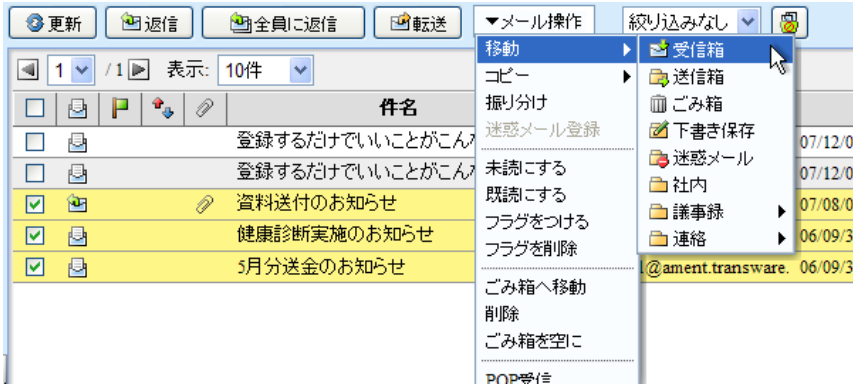 更新 返信 全員に返信 転送 ▼メール操作 絞り込みなし
1 /1 表示: 10件
件名
登録するだけでいいことがこん
07/12/0
登録するだけでいいことがこん
07/12/0
資料送付のお知らせ
07/08/0
健康診断実施のお知らせ
06/09/3
5月分送金のお知らせ
@ament.transware. 06/09/3
移動
コピー
振り分け
迷惑メール登録
未読にする
既読にする
フラグをつける
フラグを削除
ごみ箱へ移動
削除
ごみ箱を空に
POP受信
受信箱
送信箱
ごみ箱
下書き保存
迷惑メール
社内
議事録
連絡